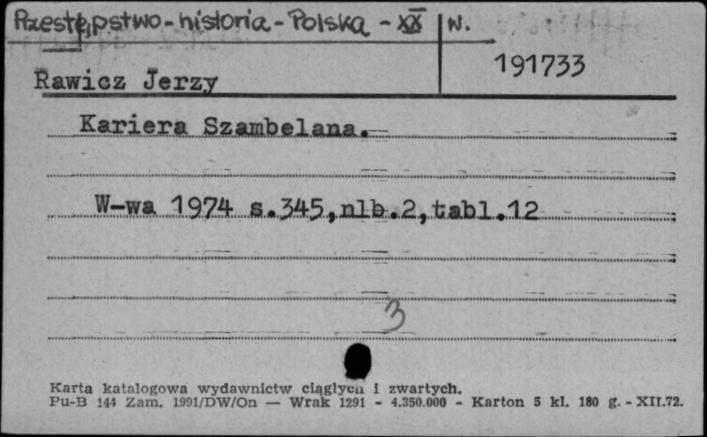 Przestępstwo - historia - Polska - XX w.
191733
Rawicz Jerzy
Kariera Szambelana.
W-wa 1974 s.345,nlb.2,tabl.12
3
Karta katalogowa wydawnictw ciągłych i zwartych.
Pu-B 144 Zam. 1991/DW/On — Wrak 1291 - 4.350.000 - Karton 5 kl. 180 g. - XII.72.